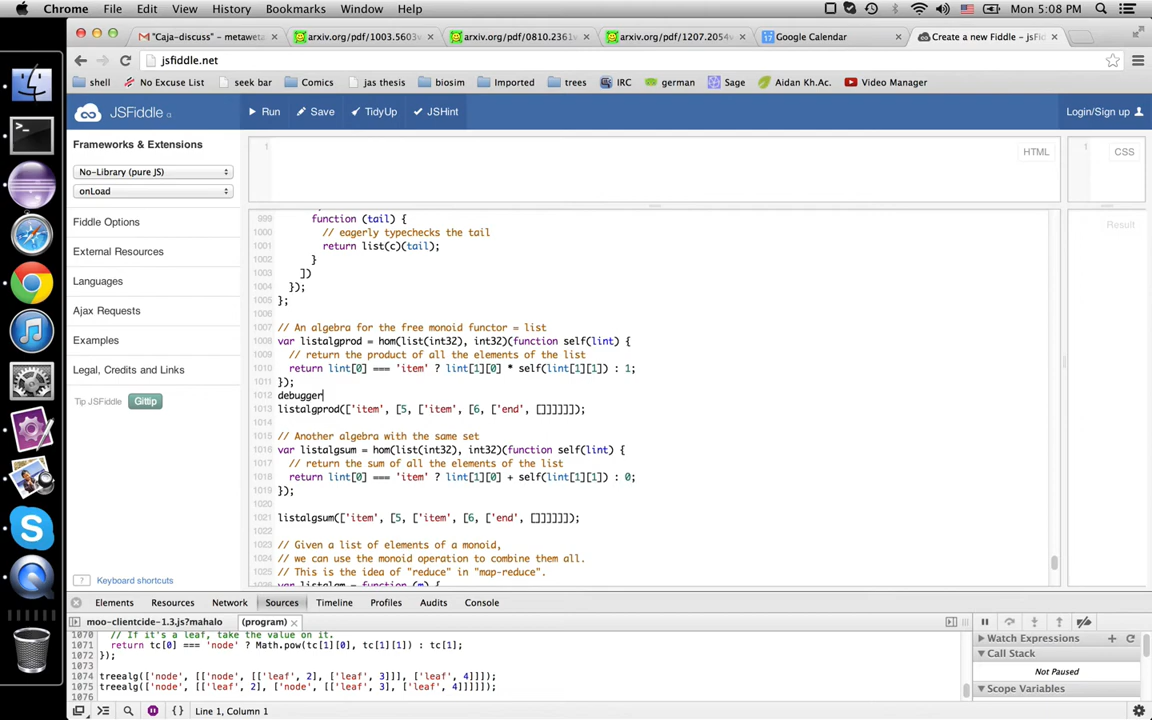 Chrome File Edit View History Bookmarks Window Help Mon 5:08 PM
"Caja-discuss" - metaweta arxiv.org/pdf/1003.5603v arxiv.org/pdf/0810.2361v arxiv.org/pdf/1207.2054v Google Calendar Create a new Fiddle - jsFi
jsfiddle.net
shell No Excuse List seek bar Comics jas thesis biosim Imported trees IRC german Sage Aidan Kh.Ac. Video Manager
JSFiddle α Run Save TidyUp JSHint Login/Sign up
Frameworks & Extensions
No-Library (pure JS)
onLoad
Fiddle Options
External Resources
Languages
Ajax Requests
Examples
Legal, Credits and Links
Tip JSFiddle Gittip
? Keyboard shortcuts
1 HTML
1 CSS
Result
999 function (tail) {
1000 // eagerly typechecks the tail
1001 return list(c)(tail);
1002 }
1003 ])
1004 });
1005 };
1006
1007 // An algebra for the free monoid functor = list
1008 var listalgprod = hom(list(int32), int32)(function self(lint) {
1009 // return the product of all the elements of the list
1010 return lint[0] === 'item' ? lint[1][0] * self(lint[1][1]) : 1;
1011 });
1012 debugger
1013 listalgprod(['item', [5, ['item', [6, ['end', []]]]]]);
1014
1015 // Another algebra with the same set
1016 var listalgsum = hom(list(int32), int32)(function self(lint) {
1017 // return the sum of all the elements of the list
1018 return lint[0] === 'item' ? lint[1][0] + self(lint[1][1]) : 0;
1019 });
1020
1021 listalgsum(['item', [5, ['item', [6, ['end', []]]]]]);
1022
1023 // Given a list of elements of a monoid,
1024 // we can use the monoid operation to combine them all.
1025 // This is the idea of "reduce" in "map-reduce".
1026 var listalgm = function (m) {
Elements Resources Network Sources Timeline Profiles Audits Console
moo-clientcide-1.3.js?mahalo (program)
1070 // If it's a leaf, take the value on it.
1071 return tc[0] === 'node' ? Math.pow(tc[1][0], tc[1][1]) : tc[1];
1072 });
1073
1074 treealg(['node', [['node', [['leaf', 2], ['leaf', 3]]], ['leaf', 4]]]);
1075 treealg(['node', [['leaf', 2], ['node', [['leaf', 3], ['leaf', 4]]]]]);
1076
Watch Expressions
Call Stack
Not Paused
Scope Variables
Line 1, Column 1